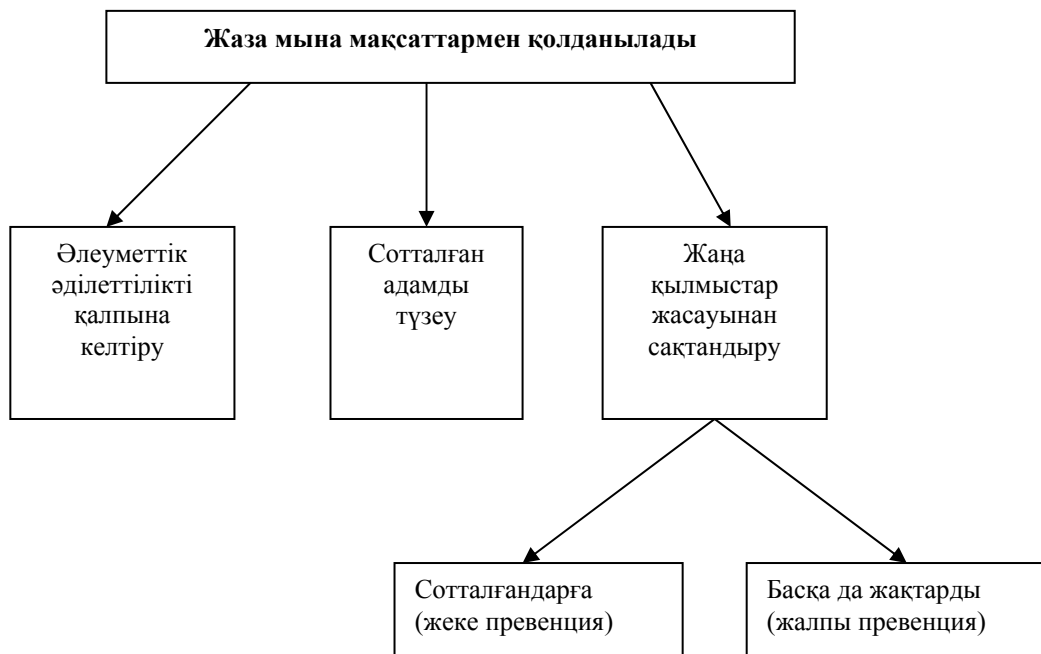 Жаза мына мақсаттармен қолданылады
Әлеуметтік
әділеттілікті
қалпына
келтіру
Сотталған
адамды
түзеу
Жаңа
қылмыстар
жасауынан
сақтандыру
Сотталғандарға
(жеке превенция)
Басқа да жақтарды
(жалпы превенция)